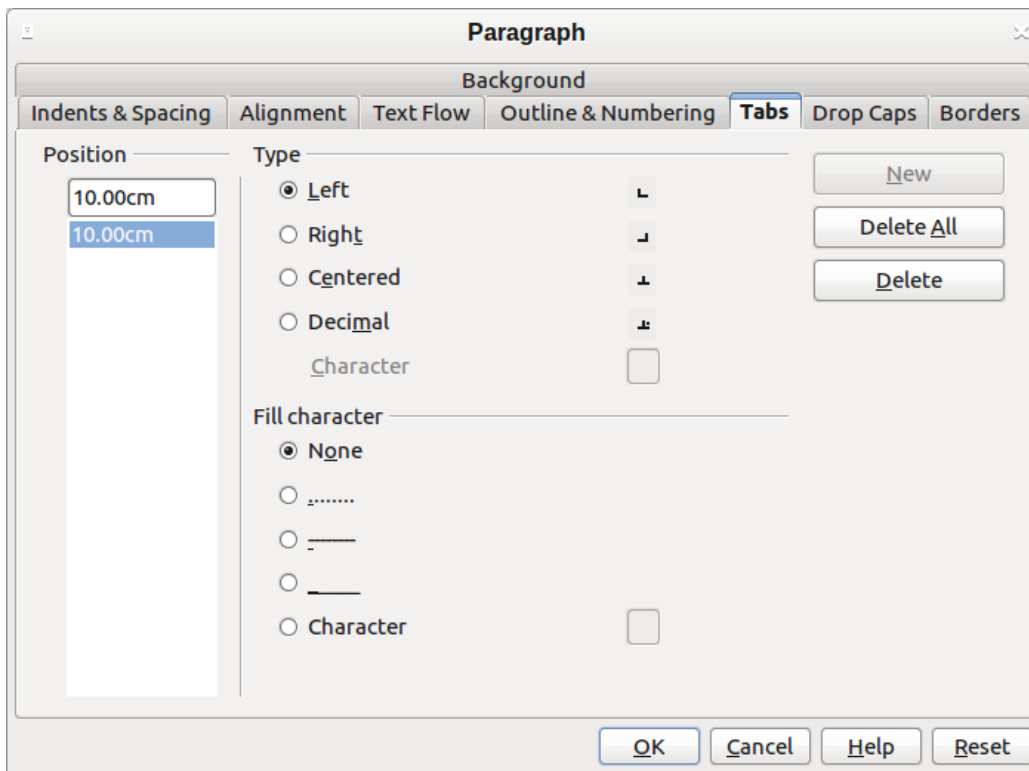 Paragraph
Background
Indents & Spacing Alignment Text Flow Outline & Numbering Tabs Drop Caps Borders
Position
10.00cm
10.00cm
Type
Left
Right
Centered
Decimal
Character
Fill character
None
........
--------
______
Character
New
Delete All
Delete
OK Cancel Help Reset